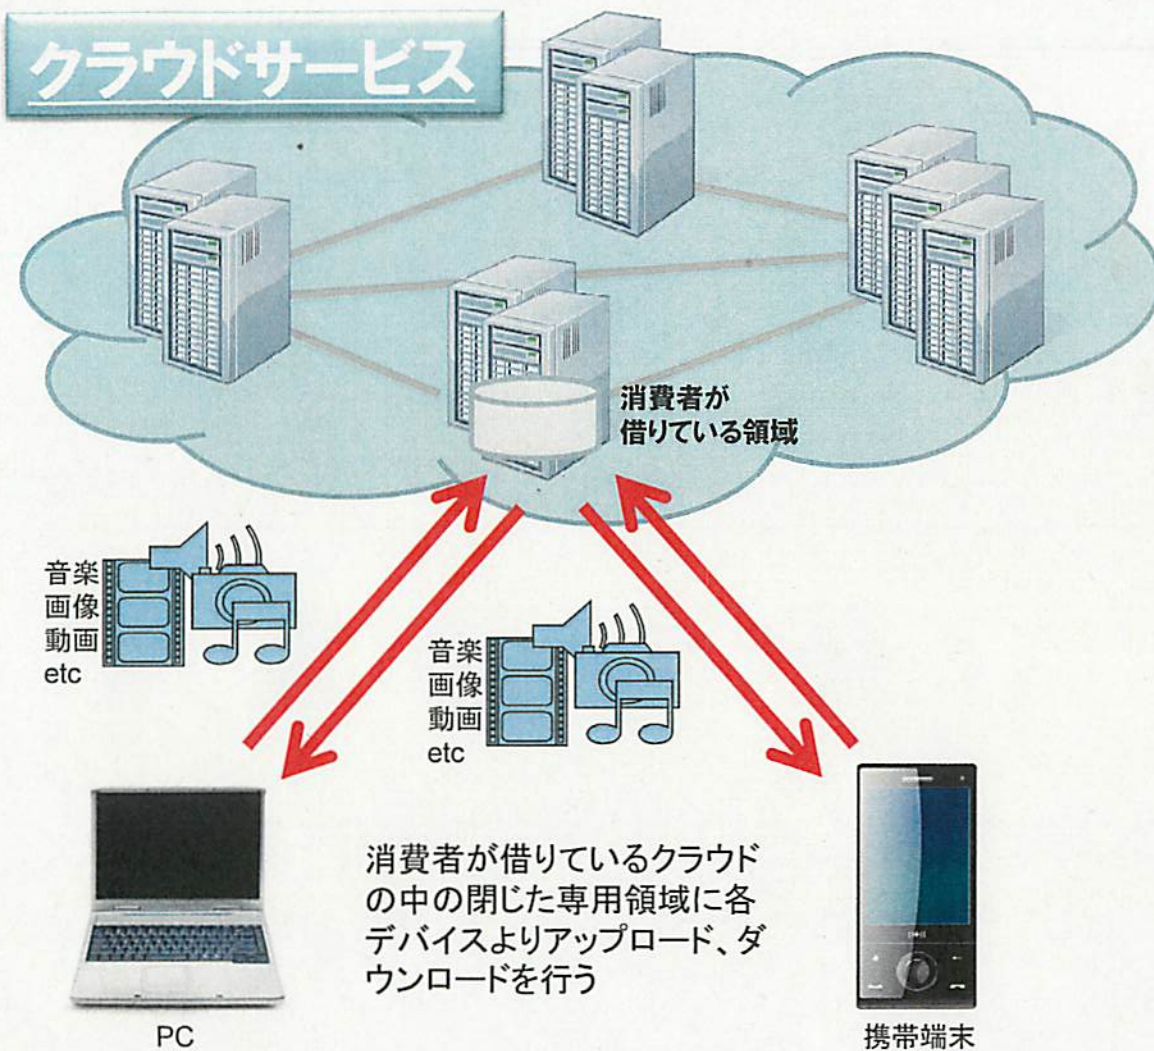 クラウドサービス
消費者が
借りている領域
音楽
画像
動画
etc
音楽
画像
動画
etc
消費者が借りているクラウド
の中の閉じた専用領域に各
デバイスよりアップロード、ダ
ウンロードを行う
PC
携帯端末